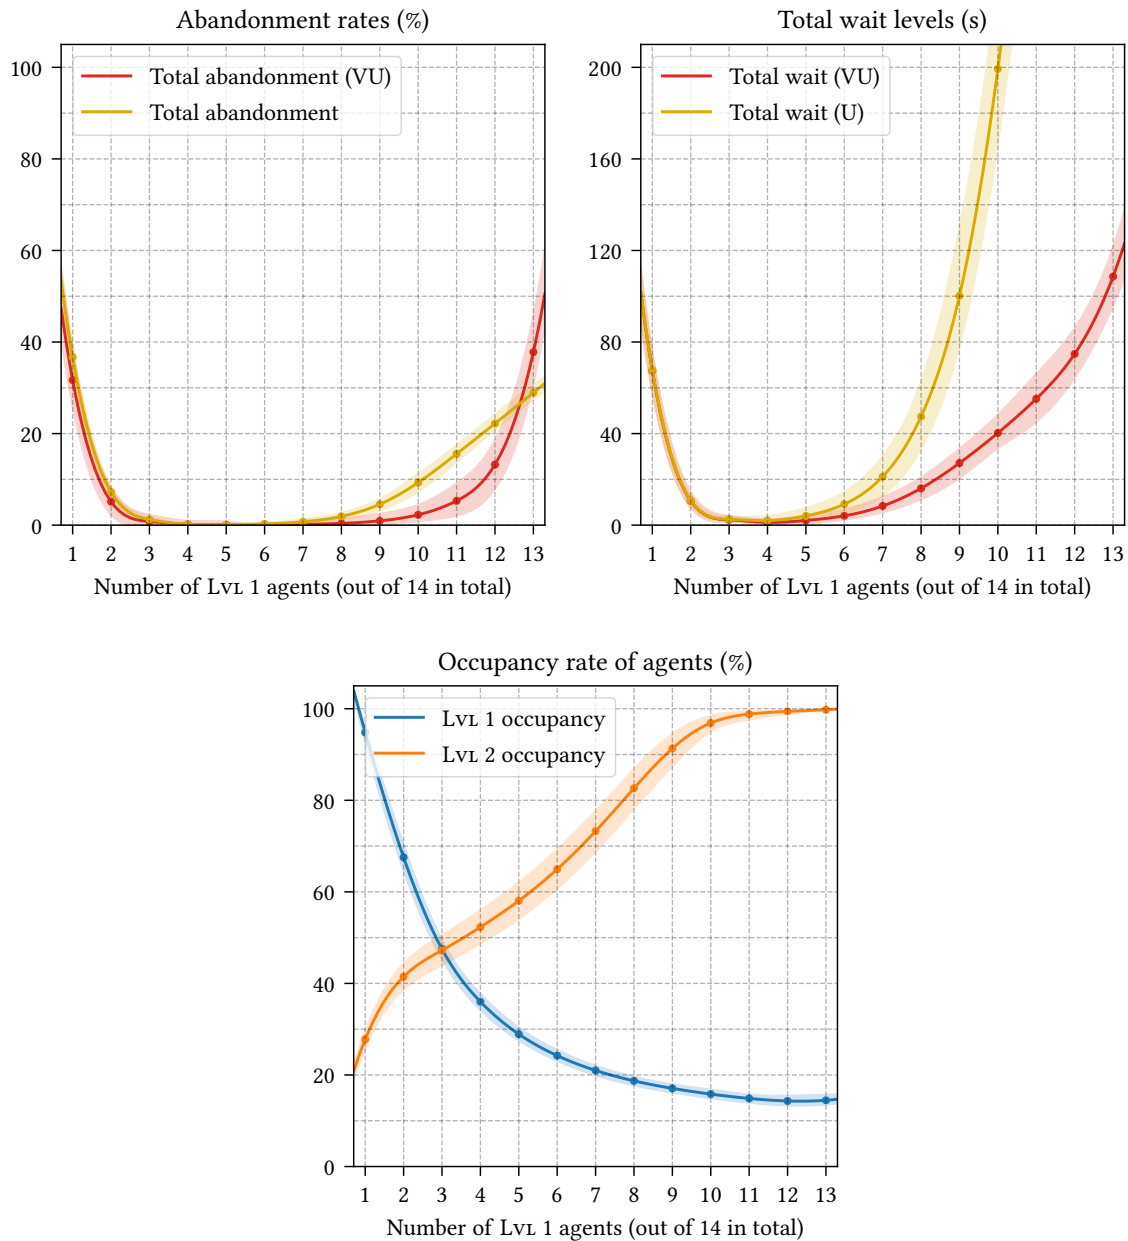 Abandonment rates (%)
Total abandonment (VU)
Total abandonment
100
80
60
40
20
0
1 2 3 4 5 6 7 8 9 10 11 12 13
Number of Lvl 1 agents (out of 14 in total)
Total wait levels (s)
Total wait (VU)
Total wait (U)
200
160
120
80
40
0
1 2 3 4 5 6 7 8 9 10 11 12 13
Number of Lvl 1 agents (out of 14 in total)
Occupancy rate of agents (%)
Lvl 1 occupancy
Lvl 2 occupancy
100
80
60
40
20
0
1 2 3 4 5 6 7 8 9 10 11 12 13
Number of Lvl 1 agents (out of 14 in total)